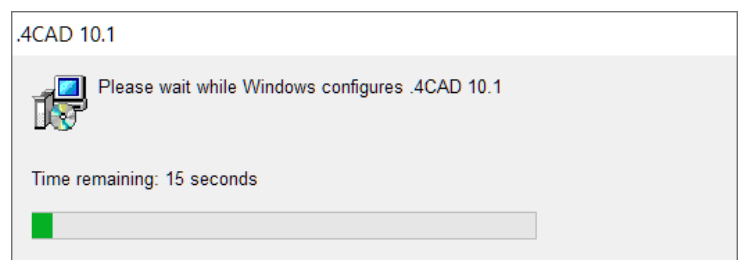 .4CAD 10.1
Please wait while Windows configures .4CAD 10.1
Time remaining: 15 seconds